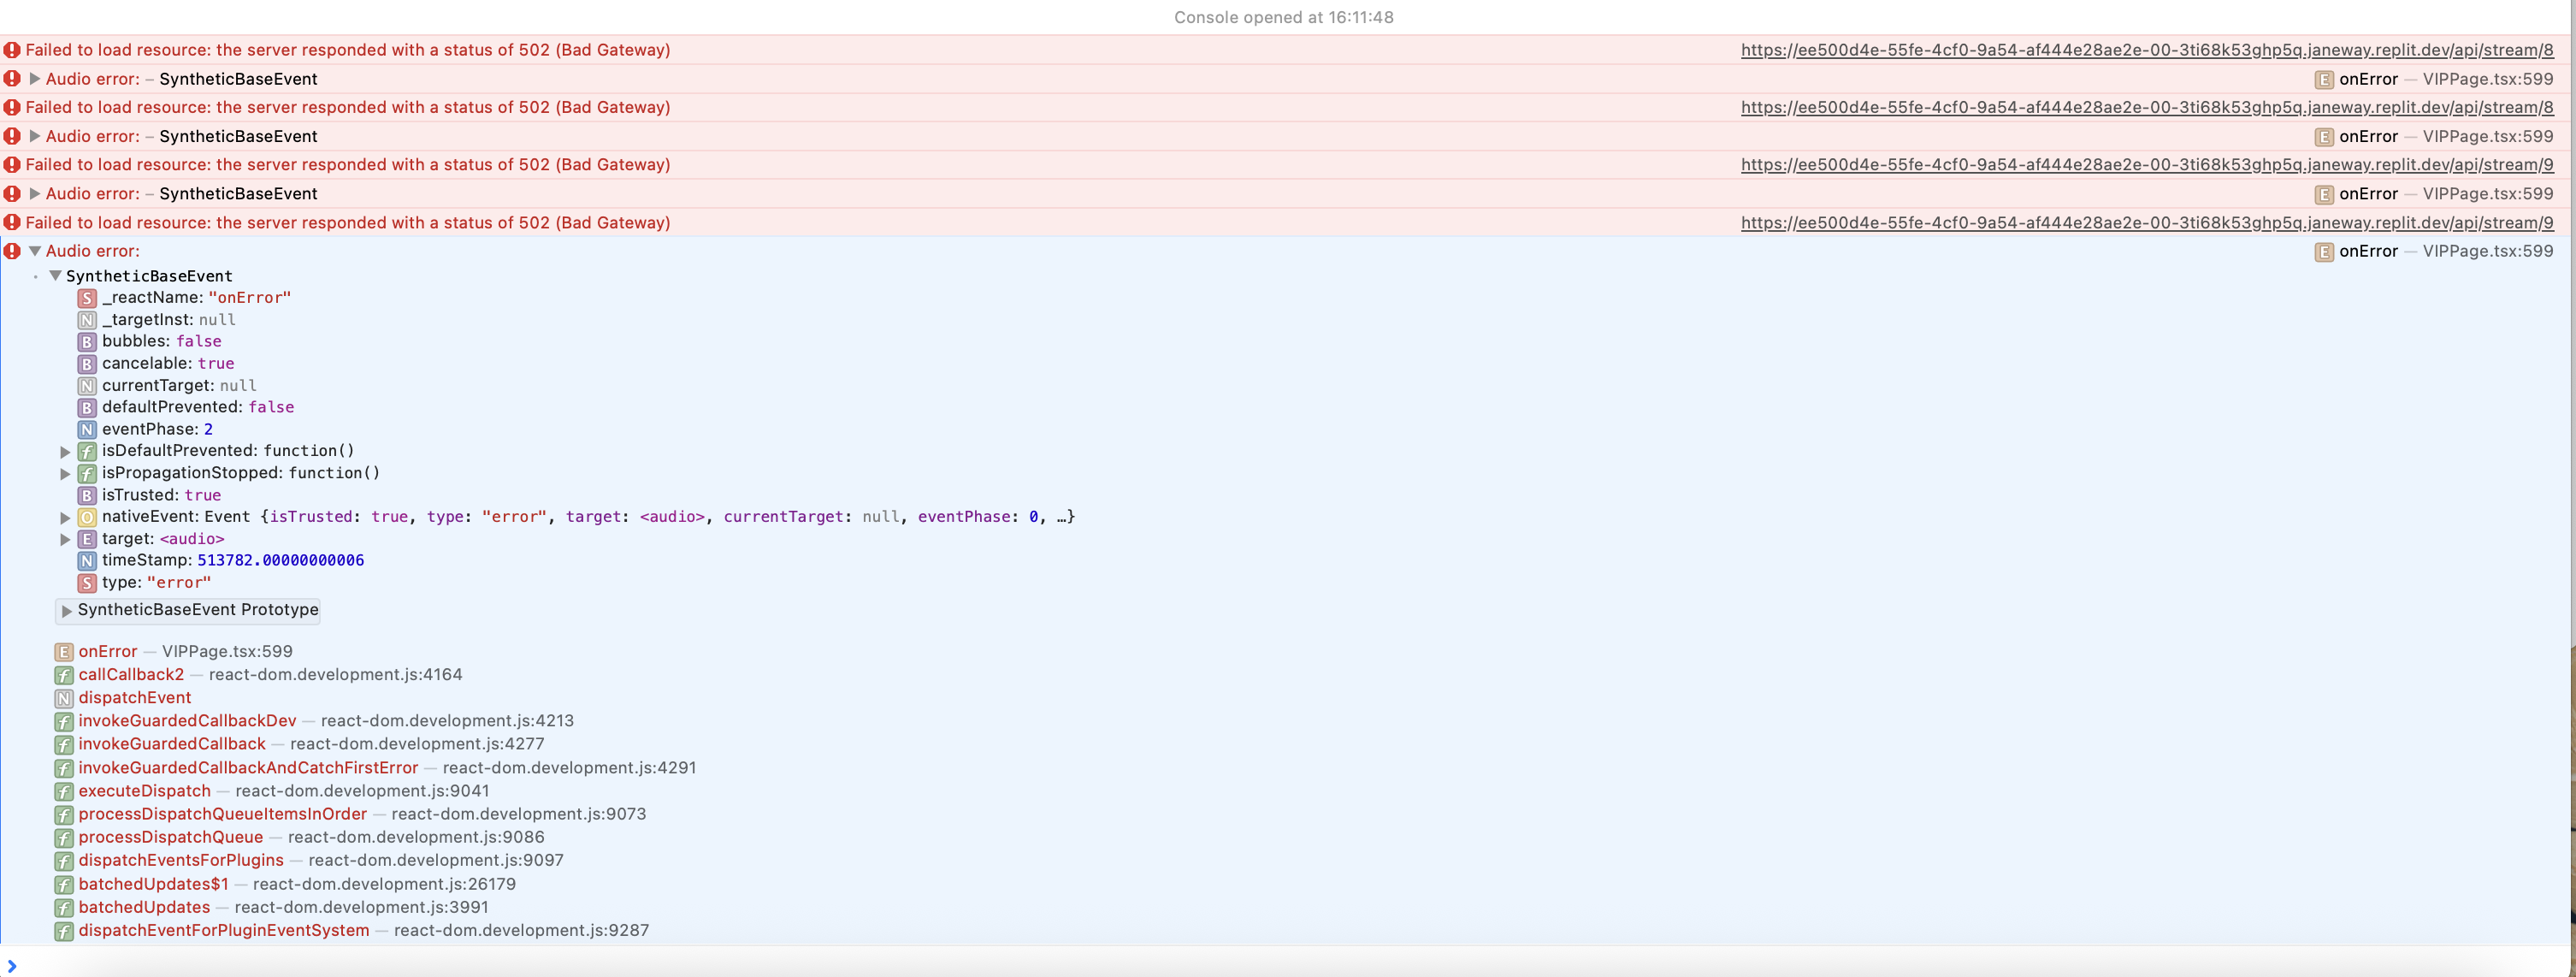 Console opened at 16:11:48
Failed to load resource: the server responded with a status of 502 (Bad Gateway) https://ee500d4e-55fe-4cf0-9a54-af444e28ae2e-00-3ti68k53ghp5q.janeway.replit.dev/api/stream/8
Audio error: – SyntheticBaseEvent E onError — VIPPage.tsx:599
Failed to load resource: the server responded with a status of 502 (Bad Gateway) https://ee500d4e-55fe-4cf0-9a54-af444e28ae2e-00-3ti68k53ghp5q.janeway.replit.dev/api/stream/8
Audio error: – SyntheticBaseEvent E onError — VIPPage.tsx:599
Failed to load resource: the server responded with a status of 502 (Bad Gateway) https://ee500d4e-55fe-4cf0-9a54-af444e28ae2e-00-3ti68k53ghp5q.janeway.replit.dev/api/stream/9
Audio error: – SyntheticBaseEvent E onError — VIPPage.tsx:599
Failed to load resource: the server responded with a status of 502 (Bad Gateway) https://ee500d4e-55fe-4cf0-9a54-af444e28ae2e-00-3ti68k53ghp5q.janeway.replit.dev/api/stream/9
Audio error: E onError — VIPPage.tsx:599
SyntheticBaseEvent
S _reactName: "onError"
N _targetInst: null
B bubbles: false
B cancelable: true
N currentTarget: null
B defaultPrevented: false
N eventPhase: 2
f isDefaultPrevented: function()
f isPropagationStopped: function()
B isTrusted: true
O nativeEvent: Event {isTrusted: true, type: "error", target: <audio>, currentTarget: null, eventPhase: 0, …}
E target: <audio>
N timeStamp: 513782.00000000006
S type: "error"
SyntheticBaseEvent Prototype
E onError — VIPPage.tsx:599
f callCallback2 — react-dom.development.js:4164
N dispatchEvent
f invokeGuardedCallbackDev — react-dom.development.js:4213
f invokeGuardedCallback — react-dom.development.js:4277
f invokeGuardedCallbackAndCatchFirstError — react-dom.development.js:4291
f executeDispatch — react-dom.development.js:9041
f processDispatchQueueItemsInOrder — react-dom.development.js:9073
f processDispatchQueue — react-dom.development.js:9086
f dispatchEventsForPlugins — react-dom.development.js:9097
f batchedUpdates$1 — react-dom.development.js:26179
f batchedUpdates — react-dom.development.js:3991
f dispatchEventForPluginEventSystem — react-dom.development.js:9287